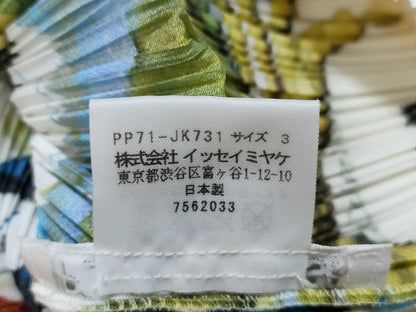 PP71-JK731 サイズ 3
株式会社 イッセイミヤケ
東京都渋谷区富ヶ谷1-12-10
日本製
7562033